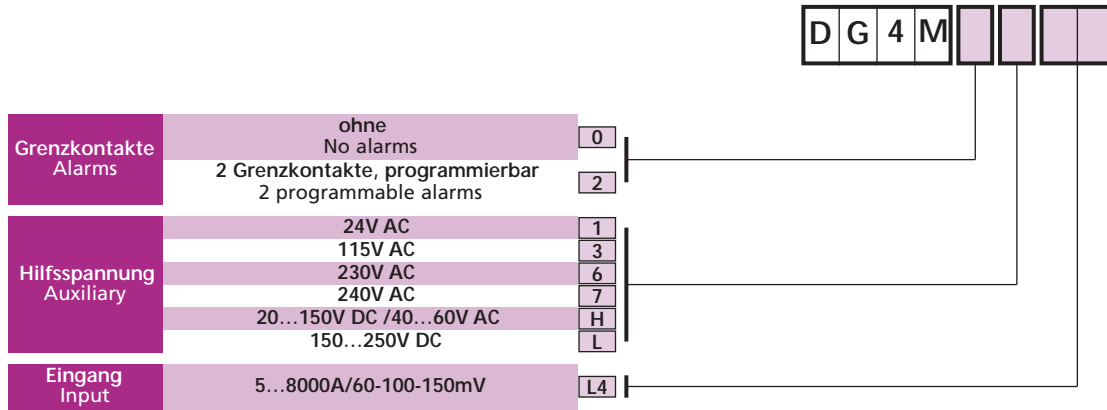 D G 4 M
Grenzkontakte
Alarms
ohne
No alarms
0
2 Grenzkontakte, programmierbar
2 programmable alarms
2
Hilfsspannung
Auxiliary
24V AC
1
115V AC
3
230V AC
6
240V AC
7
20…150V DC /40…60V AC
H
150…250V DC
L
Eingang
Input
5…8000A/60-100-150mV
L4